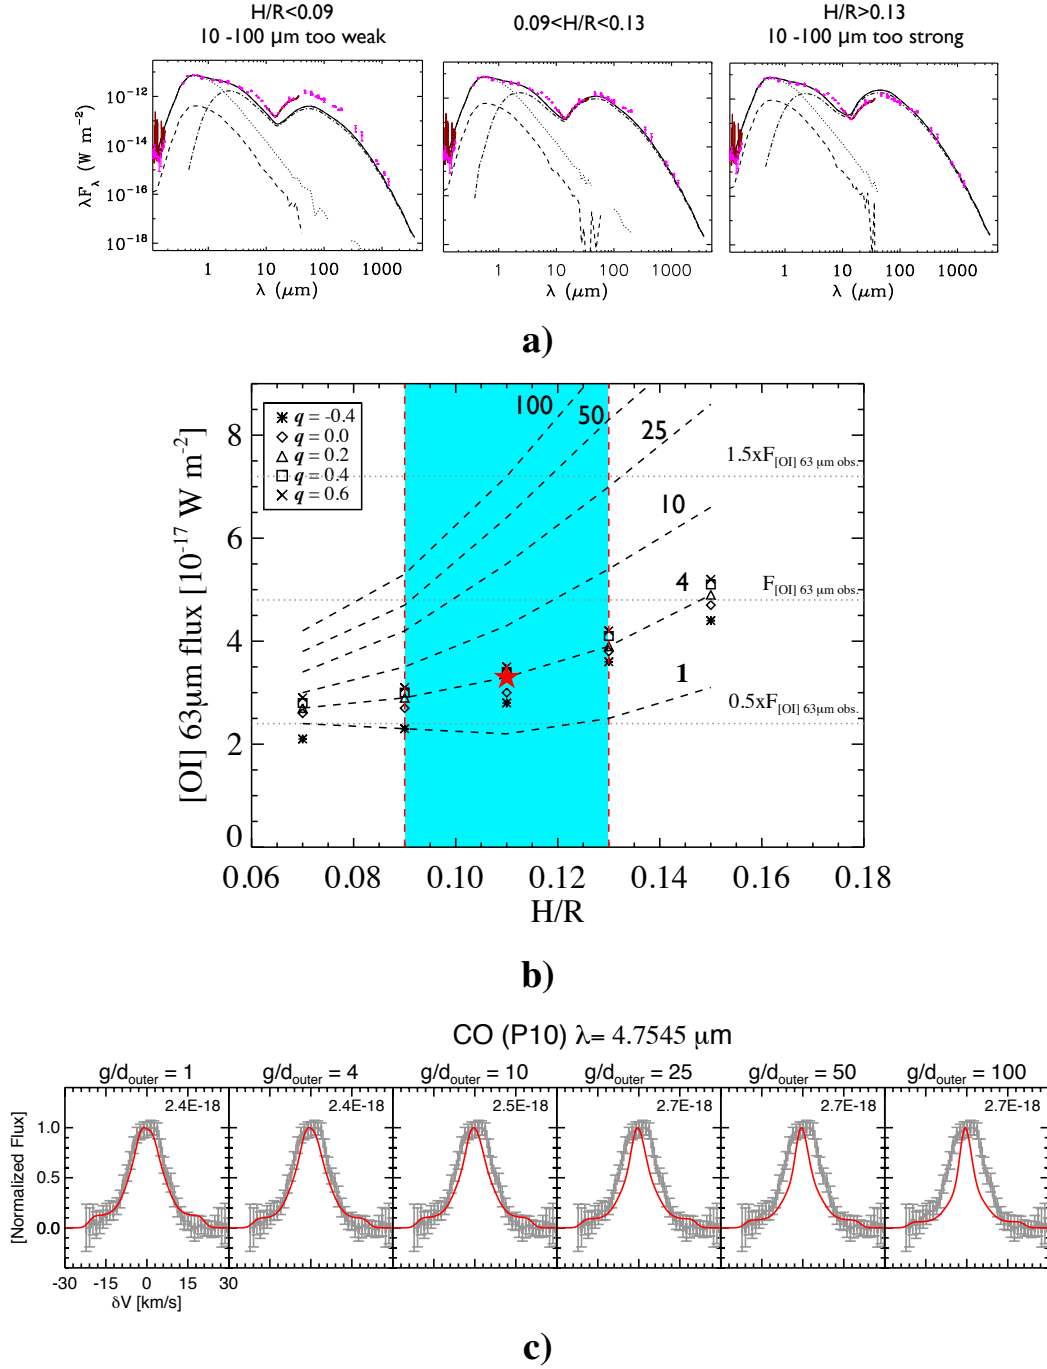 H/R<0.09
10 -100 µm too weak
0.09<H/R<0.13
H/R>0.13
10 -100 µm too strong
λF_λ (W m⁻²)
10⁻¹²
10⁻¹⁴
10⁻¹⁶
10⁻¹⁸
1 10 100 1000
λ (µm)
1 10 100 1000
λ (µm)
1 10 100 1000
λ (µm)
a)
[OI] 63µm flux [10⁻¹⁷ W m⁻²]
8
6
4
2
0
q = -0.4
q = 0.0
q = 0.2
q = 0.4
q = 0.6
100
50
25
10
4
1
1.5xF[OI] 63 µm obs.
F[OI] 63 µm obs.
0.5xF[OI] 63µm obs.
0.06 0.08 0.10 0.12 0.14 0.16 0.18
H/R
b)
CO (P10) λ= 4.7545 µm
g/d_outer = 1
g/d_outer = 4
g/d_outer = 10
g/d_outer = 25
g/d_outer = 50
g/d_outer = 100
2.4E-18
2.4E-18
2.5E-18
2.7E-18
2.7E-18
2.7E-18
[Normalized Flux]
1.0
0.5
0.0
-30 -15 0 15 30
δV [km/s]
c)